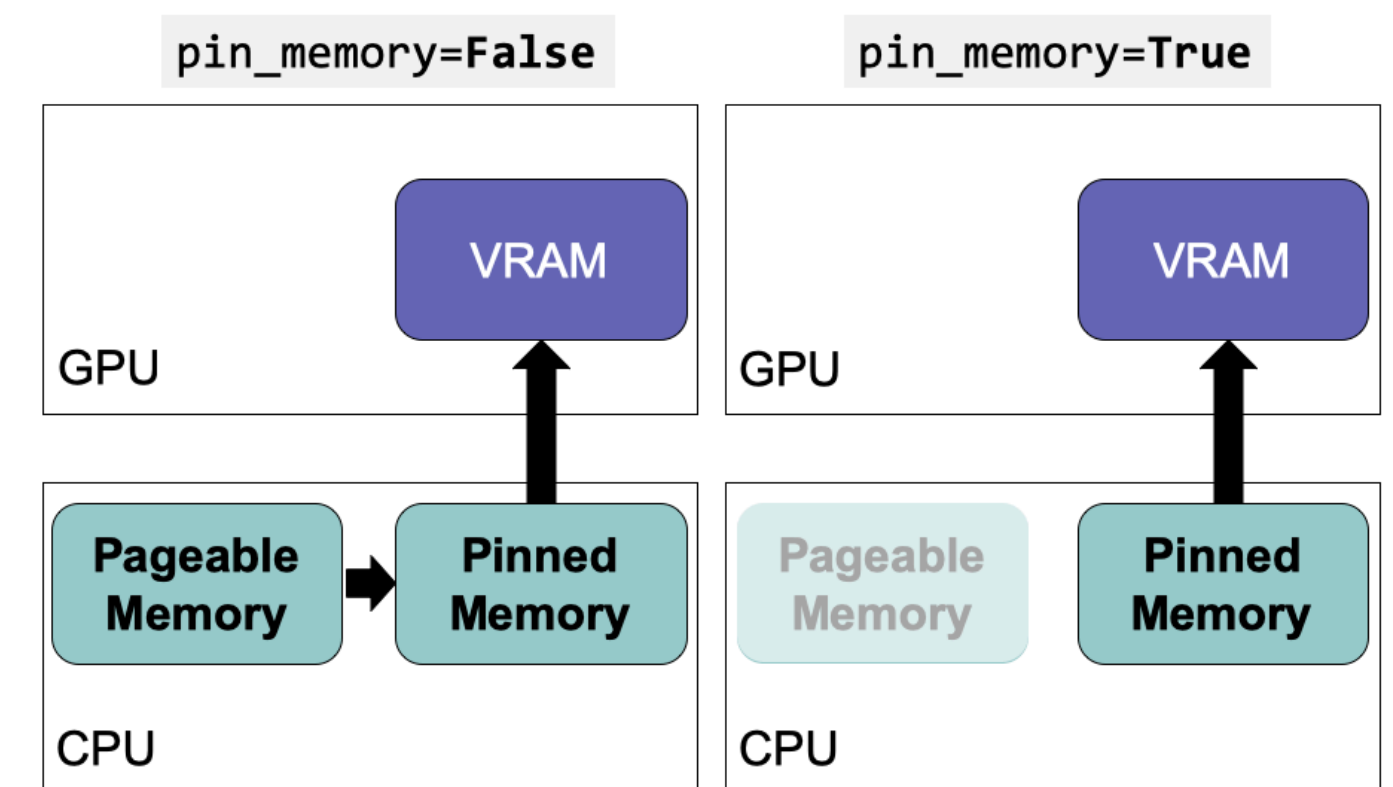 pin_memory=False
pin_memory=True
VRAM
GPU
VRAM
GPU
Pageable
Memory
Pinned
Memory
CPU
Pageable
Memory
Pinned
Memory
CPU